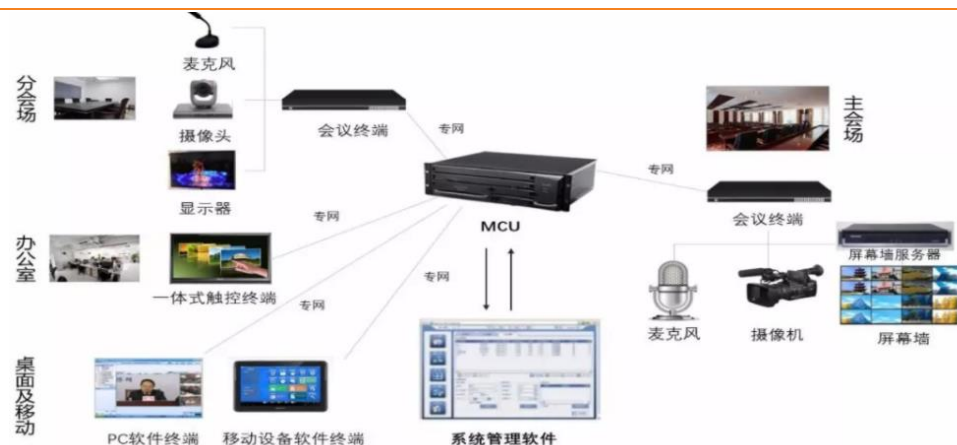 分会场
麦克风
摄像头
显示器
会议终端
专网
MCU
专网
主会场
会议终端
屏幕墙服务器
麦克风
摄像机
屏幕墙
办公室
一体式触控终端
专网
专网
专网
桌面及移动
PC软件终端
移动设备软件终端
系统管理软件